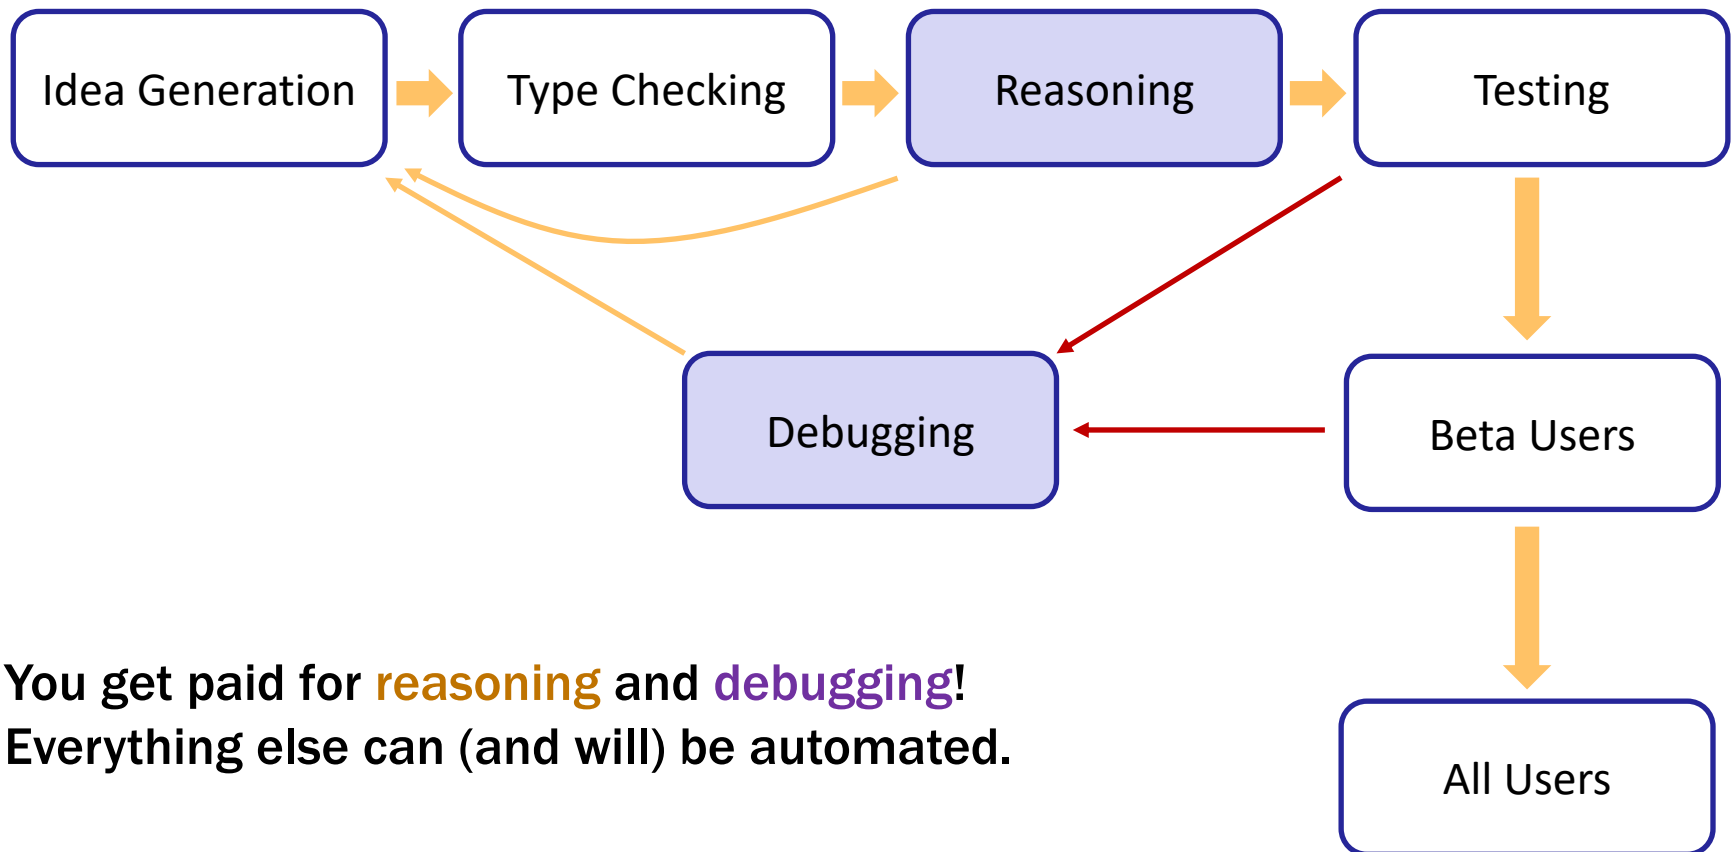 Idea Generation
Type Checking
Reasoning
Testing
Debugging
Beta Users
You get paid for reasoning and debugging!
Everything else can (and will) be automated.
All Users